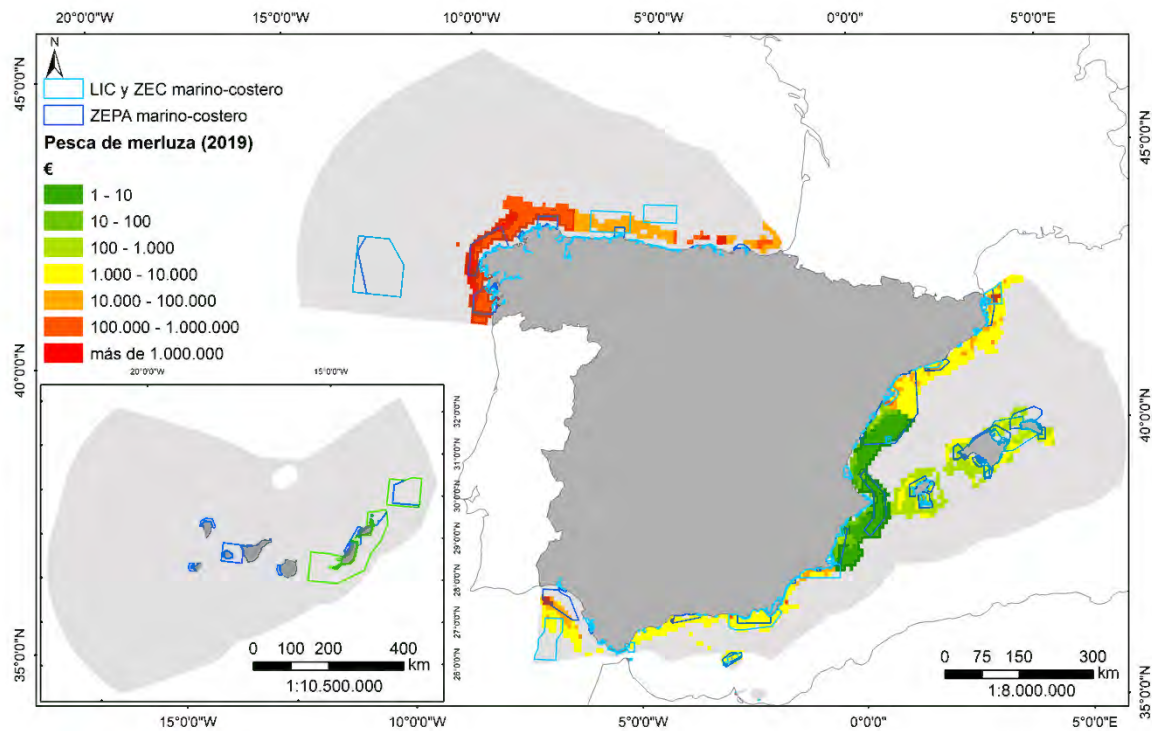 20°0'0"W 15°0'0"W 10°0'0"W 5°0'0"W 0°0'0" 5°0'0"E
N
LIC y ZEC marino-costero
ZEPA marino-costero
Pesca de merluza (2019)
€
1 - 10
10 - 100
100 - 1.000
1.000 - 10.000
10.000 - 100.000
100.000 - 1.000.000
más de 1.000.000
45°0'0"N
40°0'0"N
35°0'0"N
45°0'0"N
40°0'0"N
35°0'0"N
20°0'0"W 15°0'0"W
32°0'0"N
31°0'0"N
30°0'0"N
29°0'0"N
28°0'0"N
27°0'0"N
26°0'0"N
0 100 200 400
km
1:10.500.000
0 75 150 300
km
1:8.000.000
15°0'0"W 10°0'0"W 5°0'0"W 0°0'0" 5°0'0"E